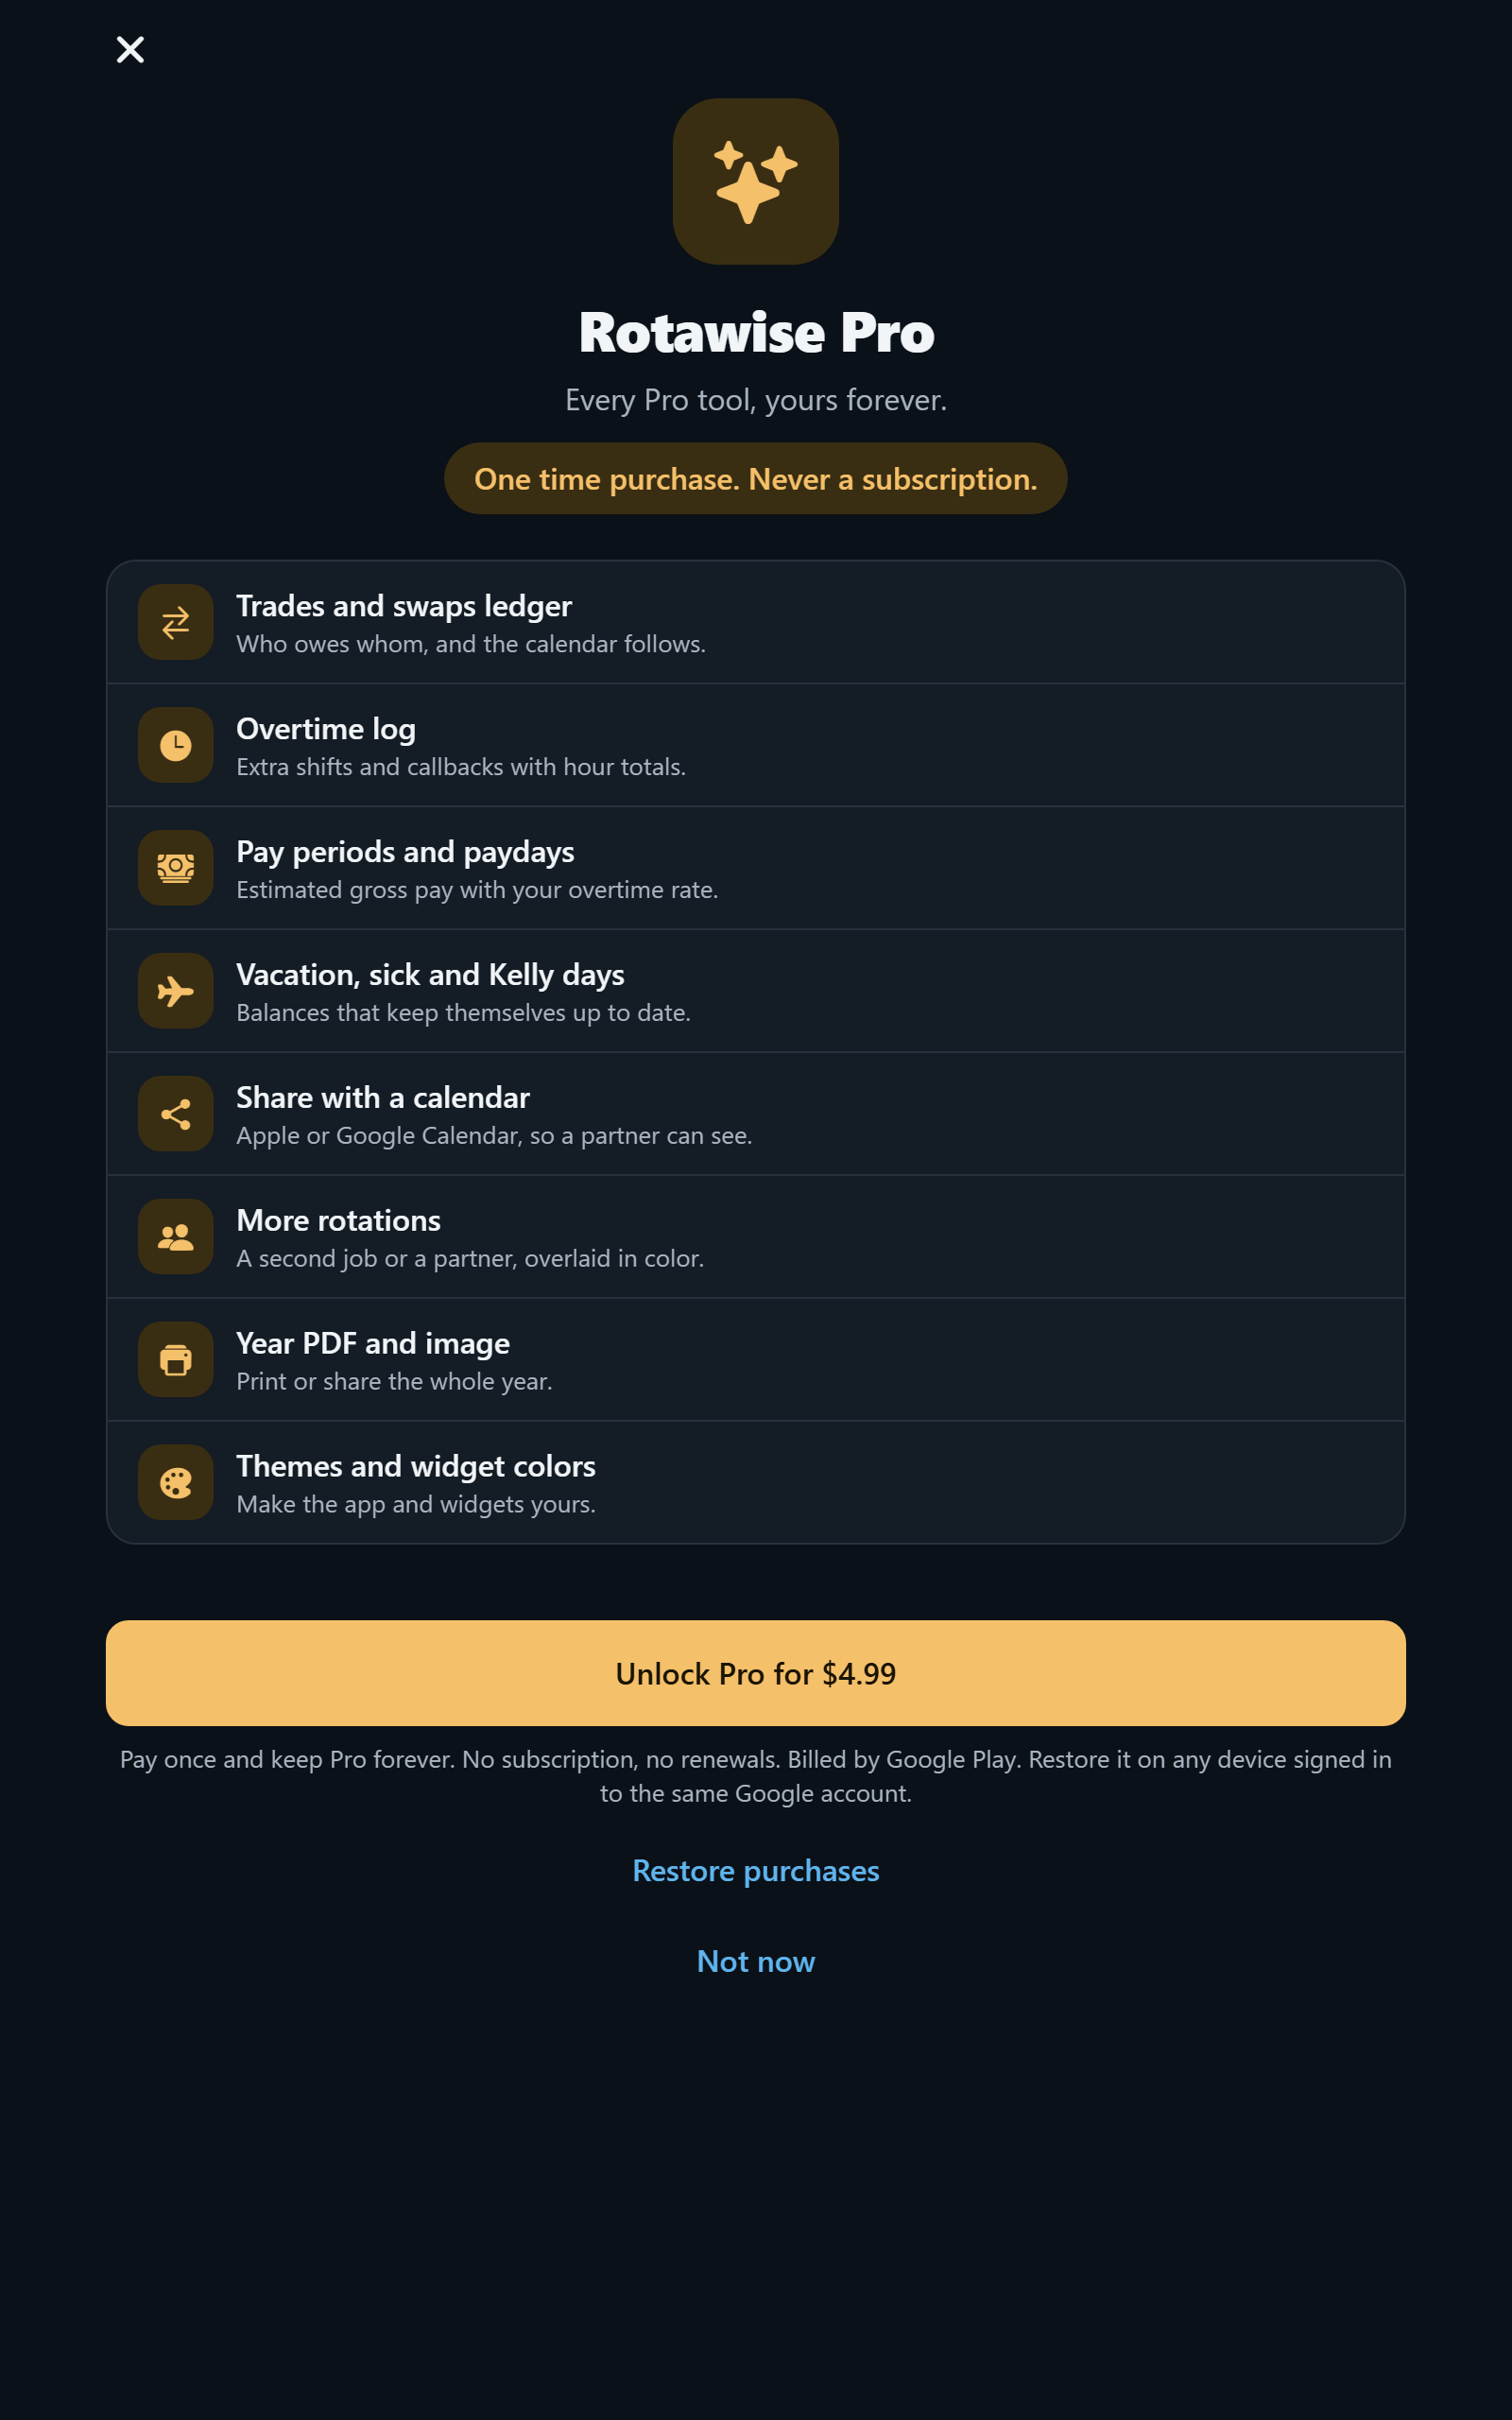 Rotawise Pro
Every Pro tool, yours forever.
One time purchase. Never a subscription.
Trades and swaps ledger
Who owes whom, and the calendar follows.
Overtime log
Extra shifts and callbacks with hour totals.
Pay periods and paydays
Estimated gross pay with your overtime rate.
Vacation, sick and Kelly days
Balances that keep themselves up to date.
Share with a calendar
Apple or Google Calendar, so a partner can see.
More rotations
A second job or a partner, overlaid in color.
Year PDF and image
Print or share the whole year.
Themes and widget colors
Make the app and widgets yours.
Unlock Pro for $4.99
Pay once and keep Pro forever. No subscription, no renewals. Billed by Google Play. Restore it on any device signed in
to the same Google account.
Restore purchases
Not now